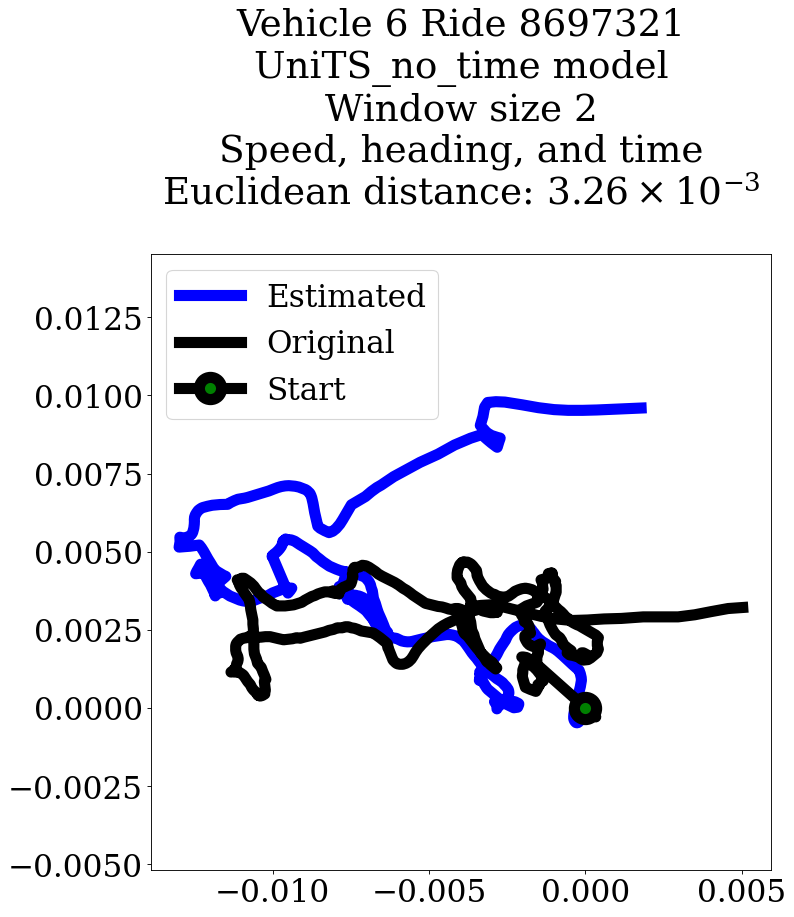 Vehicle 6 Ride 8697321
UniTS_no_time model
Window size 2
Speed, heading, and time
Euclidean distance: 3.26 × 10⁻³
Estimated
Original
Start
0.0125
0.0100
0.0075
0.0050
0.0025
0.0000
−0.0025
−0.0050
−0.010 −0.005 0.000 0.005